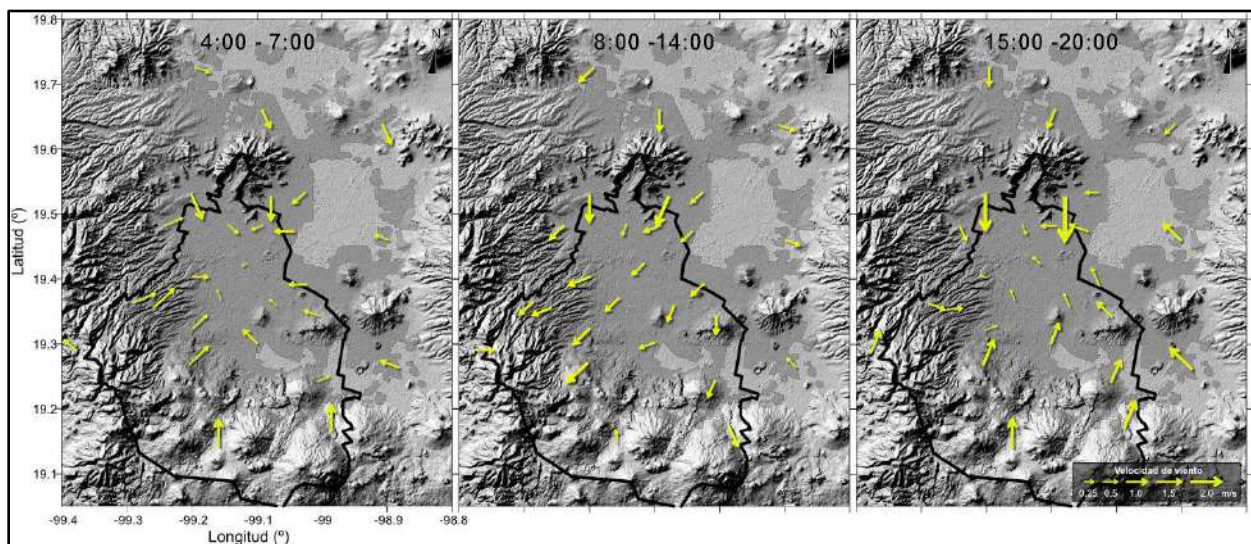 19.8
19.7
19.6
19.5
19.4
19.3
19.2
19.1
Latitud (º)
4:00 - 7:00
N
8:00 -14:00
N
15:00 -20:00
N
Velocidad de viento
0.25 0.5 1.0 1.5 2.0 m/s
-99.4 -99.3 -99.2 -99.1 -99 -98.9 -98.8
Longitud (º)